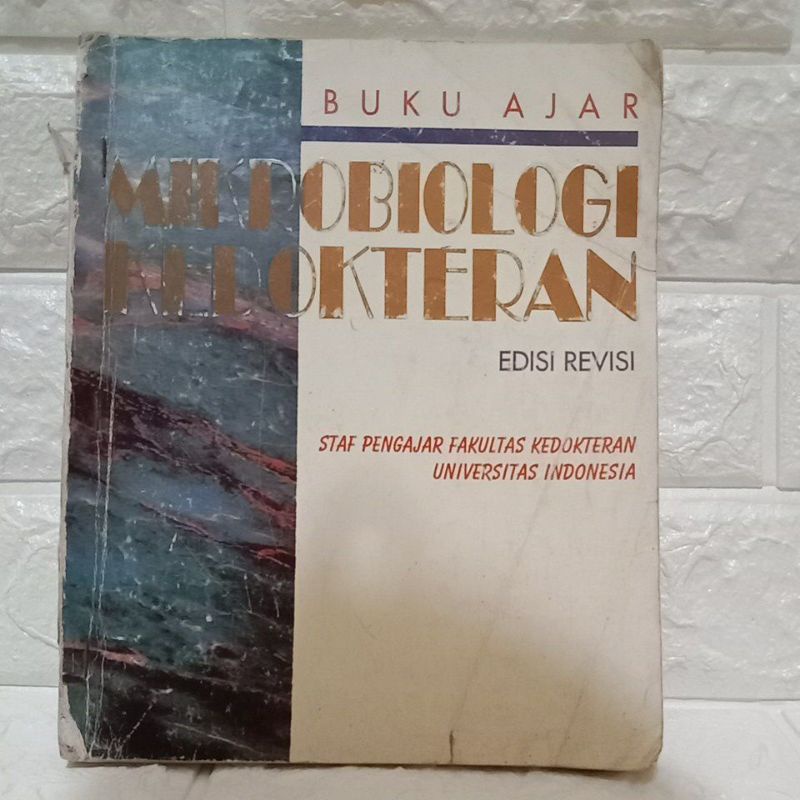 BUKU AJAR
MIKROBIOLOGI
KEDOKTERAN
EDISI REVISI
STAF PENGAJAR FAKULTAS KEDOKTERAN
UNIVERSITAS INDONESIA